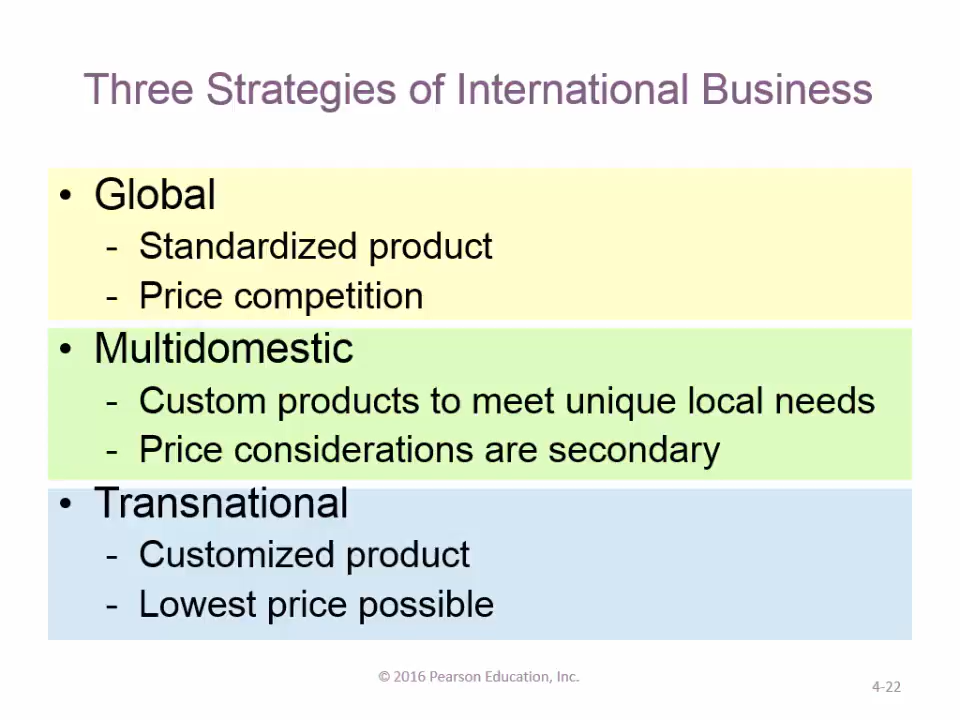 Three Strategies of International Business
• Global
- Standardized product
- Price competition
• Multidomestic
- Custom products to meet unique local needs
- Price considerations are secondary
• Transnational
- Customized product
- Lowest price possible
© 2016 Pearson Education, Inc.
4-22